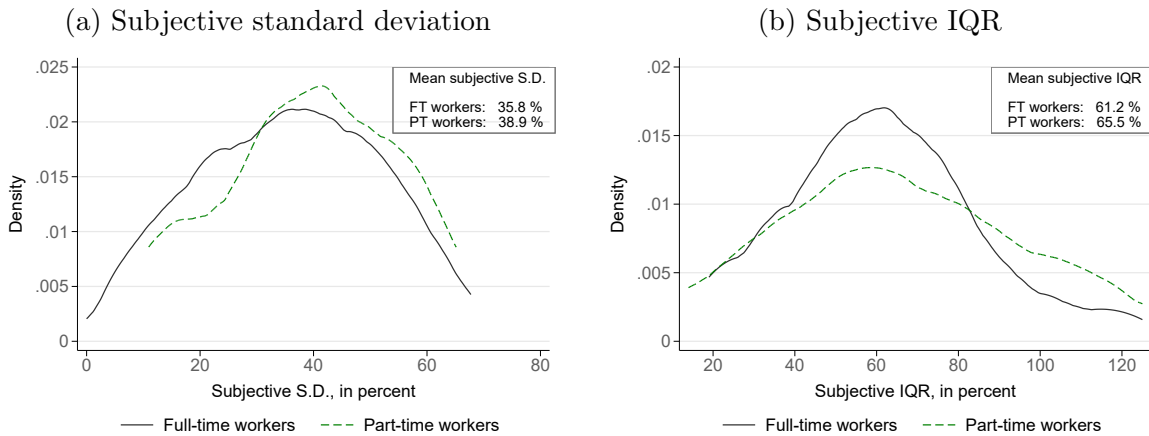 (a) Subjective standard deviation
.025
.02
.015
.01
.005
0
Density
Mean subjective S.D.
FT workers: 35.8 %
PT workers: 38.9 %
0 20 40 60 80
Subjective S.D., in percent
Full-time workers Part-time workers
(b) Subjective IQR
.02
.015
.01
.005
0
Density
Mean subjective IQR
FT workers: 61.2 %
PT workers: 65.5 %
20 40 60 80 100 120
Subjective IQR, in percent
Full-time workers Part-time workers